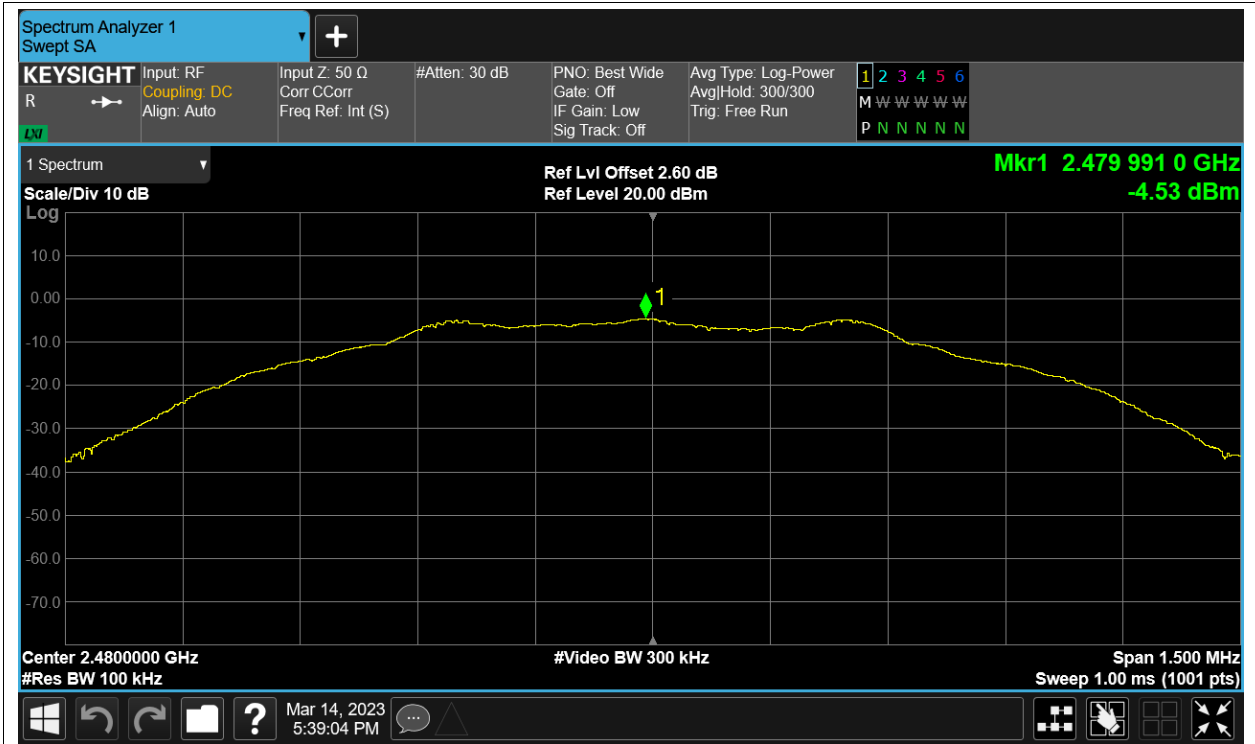 Spectrum Analyzer 1
Swept SA
KEYSIGHT
R
LXI
Input: RF
Coupling: DC
Align: Auto
Input Z: 50 Ω
Corr CCorr
Freq Ref: Int (S)
#Atten: 30 dB
PNO: Best Wide
Gate: Off
IF Gain: Low
Sig Track: Off
Avg Type: Log-Power
Avg|Hold: 300/300
Trig: Free Run
1 2 3 4 5 6
M W W W W W W
P N N N N N
1 Spectrum
Scale/Div 10 dB
Log
Ref Lvl Offset 2.60 dB
Ref Level 20.00 dBm
Mkr1 2.479 991 0 GHz
-4.53 dBm
1
10.0
0.00
-10.0
-20.0
-30.0
-40.0
-50.0
-60.0
-70.0
Center 2.4800000 GHz
#Res BW 100 kHz
#Video BW 300 kHz
Span 1.500 MHz
Sweep 1.00 ms (1001 pts)
?
Mar 14, 2023
5:39:04 PM